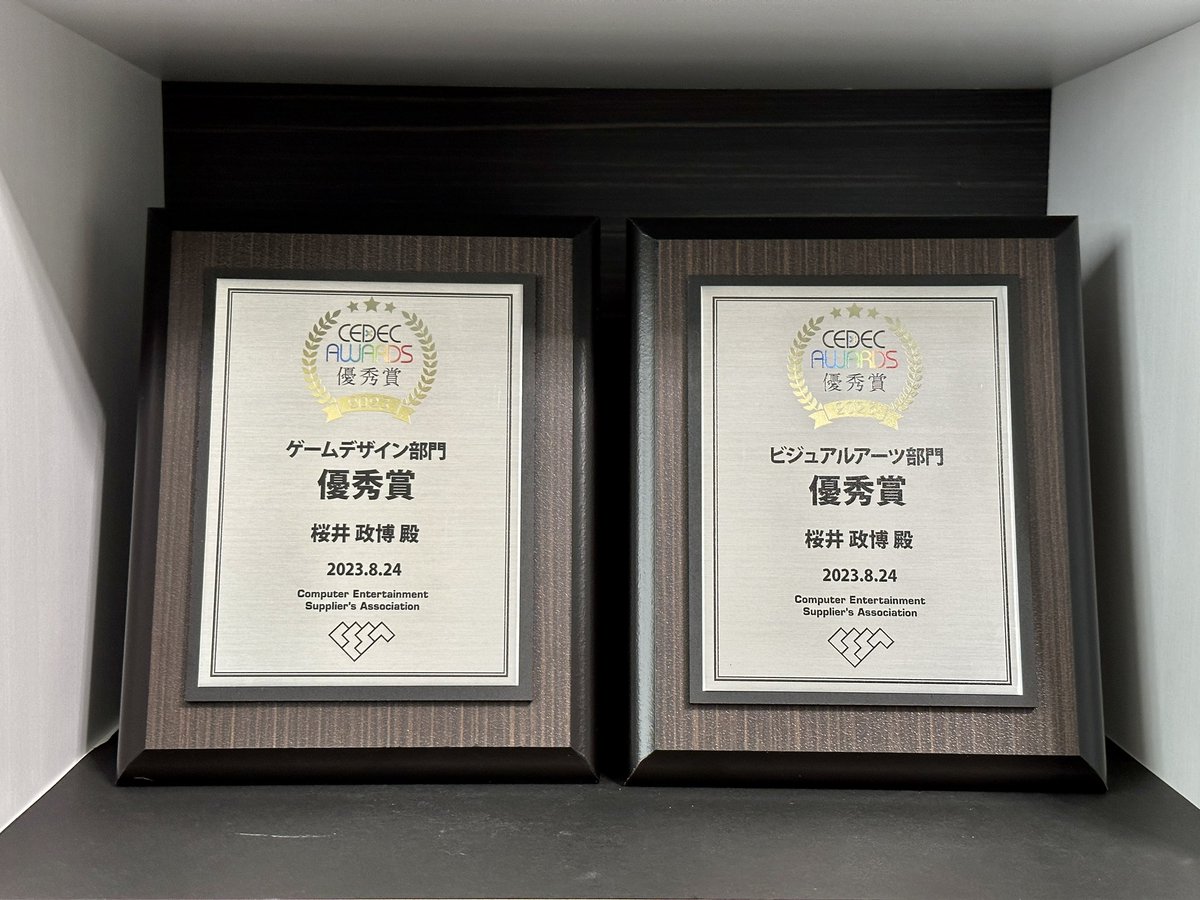 CEDEC
AWARDS
優秀賞
ゲームデザイン部門
優秀賞
桜井 政博 殿
2023.8.24
Computer Entertainment
Supplier's Association
CEDEC
AWARDS
優秀賞
2023
ビジュアルアーツ部門
優秀賞
桜井 政博 殿
2023.8.24
Computer Entertainment
Supplier's Association